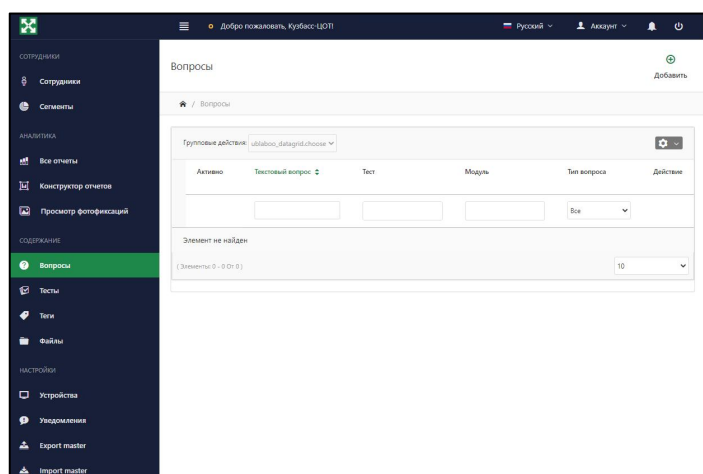 Добро пожаловать, Кузбасс-ЦОТ!
Русский
Аккаунт
СОТРУДНИКИ
Сотрудники
Сегменты
АНАЛИТИКА
Все отчеты
Конструктор отчетов
Просмотр фотофиксаций
СОДЕРЖАНИЕ
Вопросы
Тесты
Теги
Файлы
НАСТРОЙКИ
Устройства
Уведомления
Export master
Import master
Вопросы
Добавить
/ Вопросы
Групповые действия: ublaboo_datagrid.choose
Активно Текстовый вопрос Тест Модуль Тип вопроса Действие
Все
Элемент не найден
( Элементы: 0 - 0 От 0 )
10